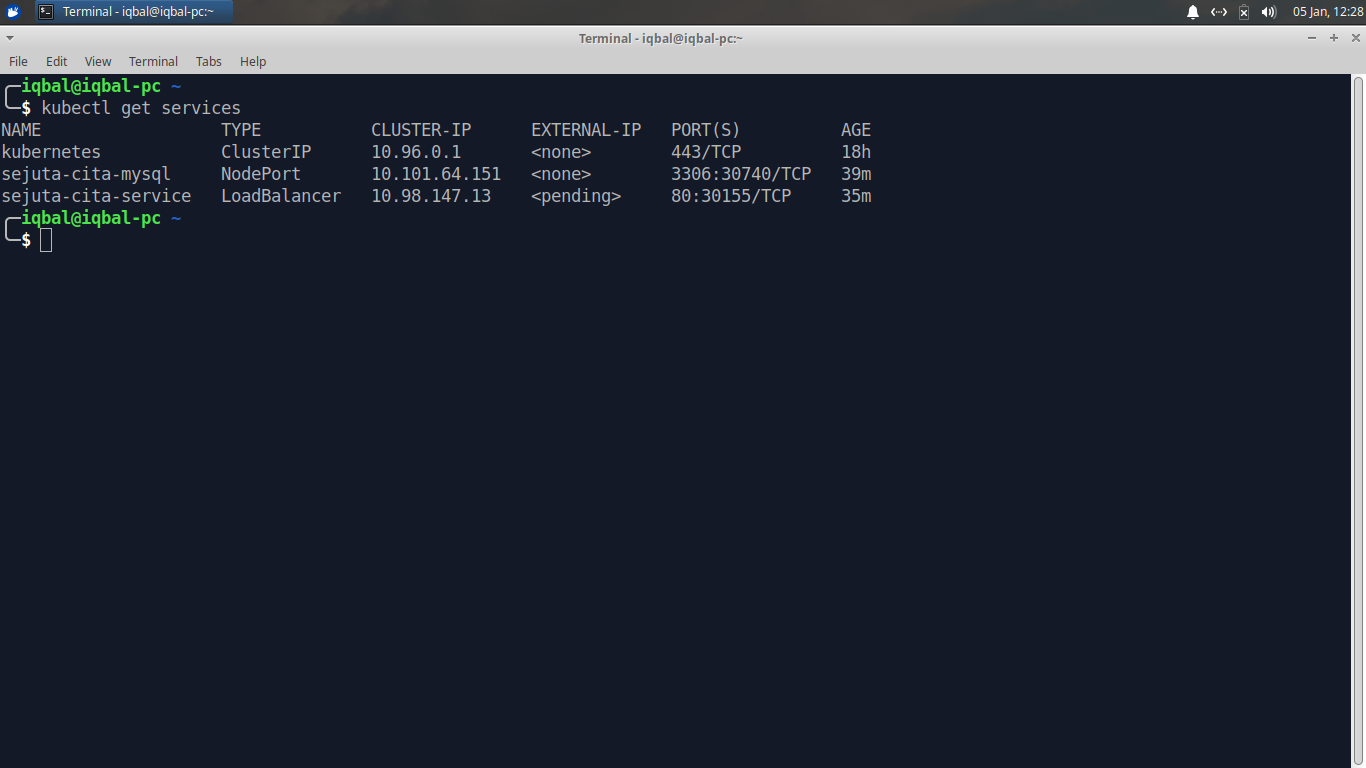 Terminal - iqbal@iqbal-pc:~ 05 Jan, 12:28
Terminal - iqbal@iqbal-pc:~
File Edit View Terminal Tabs Help
╭─iqbal@iqbal-pc ~
╰─$ kubectl get services
NAME                  TYPE           CLUSTER-IP      EXTERNAL-IP   PORT(S)          AGE
kubernetes            ClusterIP      10.96.0.1       <none>        443/TCP          18h
sejuta-cita-mysql     NodePort       10.101.64.151   <none>        3306:30740/TCP   39m
sejuta-cita-service   LoadBalancer   10.98.147.13    <pending>     80:30155/TCP     35m
╭─iqbal@iqbal-pc ~
╰─$